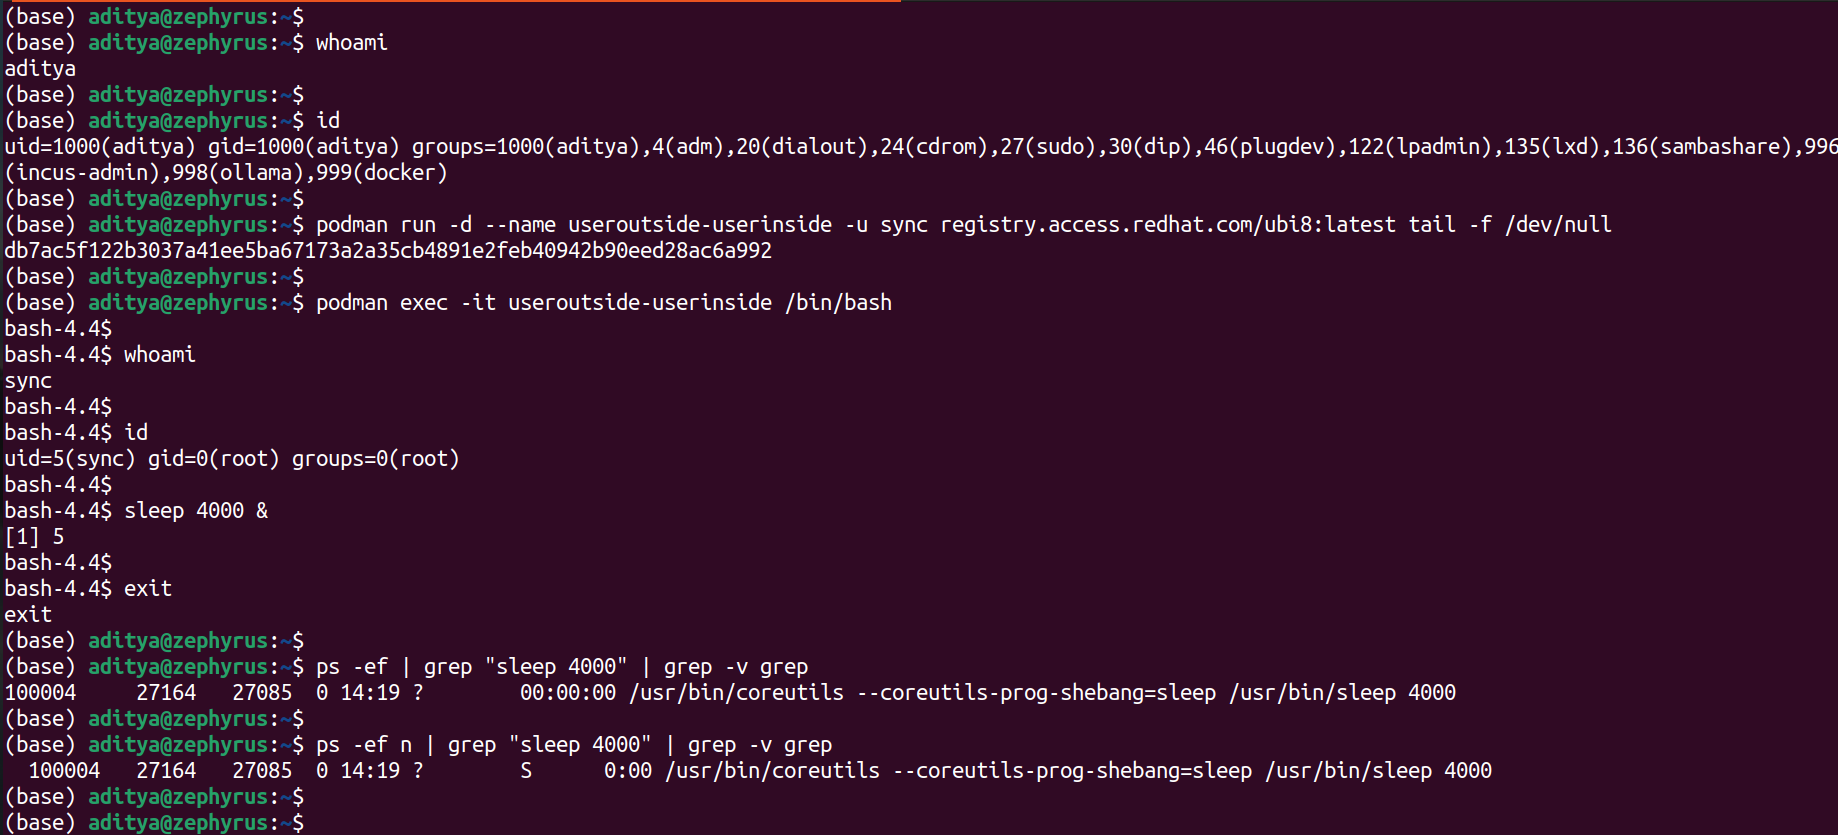 (base) aditya@zephyrus:~$
(base) aditya@zephyrus:~$ whoami
aditya
(base) aditya@zephyrus:~$
(base) aditya@zephyrus:~$ id
uid=1000(aditya) gid=1000(aditya) groups=1000(aditya),4(adm),20(dialout),24(cdrom),27(sudo),30(dip),46(plugdev),122(lpadmin),135(lxd),136(sambashare),996
(incus-admin),998(ollama),999(docker)
(base) aditya@zephyrus:~$
(base) aditya@zephyrus:~$ podman run -d --name useroutside-userinside -u sync registry.access.redhat.com/ubi8:latest tail -f /dev/null
db7ac5f122b3037a41ee5ba67173a2a35cb4891e2feb40942b90eed28ac6a992
(base) aditya@zephyrus:~$
(base) aditya@zephyrus:~$ podman exec -it useroutside-userinside /bin/bash
bash-4.4$
bash-4.4$ whoami
sync
bash-4.4$
bash-4.4$ id
uid=5(sync) gid=0(root) groups=0(root)
bash-4.4$
bash-4.4$ sleep 4000 &
[1] 5
bash-4.4$
bash-4.4$ exit
exit
(base) aditya@zephyrus:~$
(base) aditya@zephyrus:~$ ps -ef | grep "sleep 4000" | grep -v grep
100004     27164   27085  0 14:19 ?        00:00:00 /usr/bin/coreutils --coreutils-prog-shebang=sleep /usr/bin/sleep 4000
(base) aditya@zephyrus:~$
(base) aditya@zephyrus:~$ ps -ef n | grep "sleep 4000" | grep -v grep
  100004   27164   27085  0 14:19 ?        S      0:00 /usr/bin/coreutils --coreutils-prog-shebang=sleep /usr/bin/sleep 4000
(base) aditya@zephyrus:~$
(base) aditya@zephyrus:~$